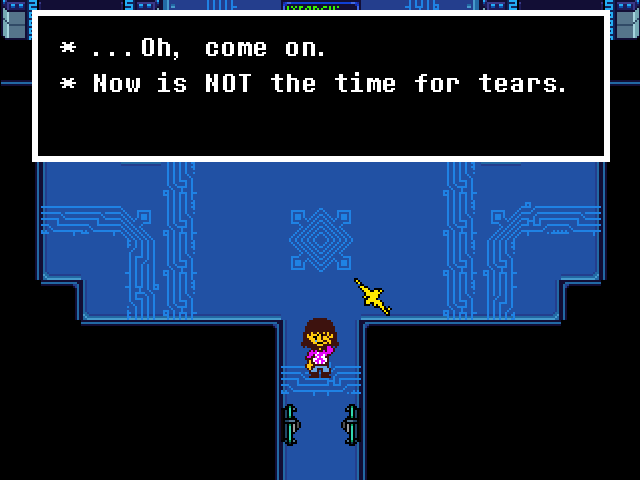 * ...Oh, come on.
* Now is NOT the time for tears.